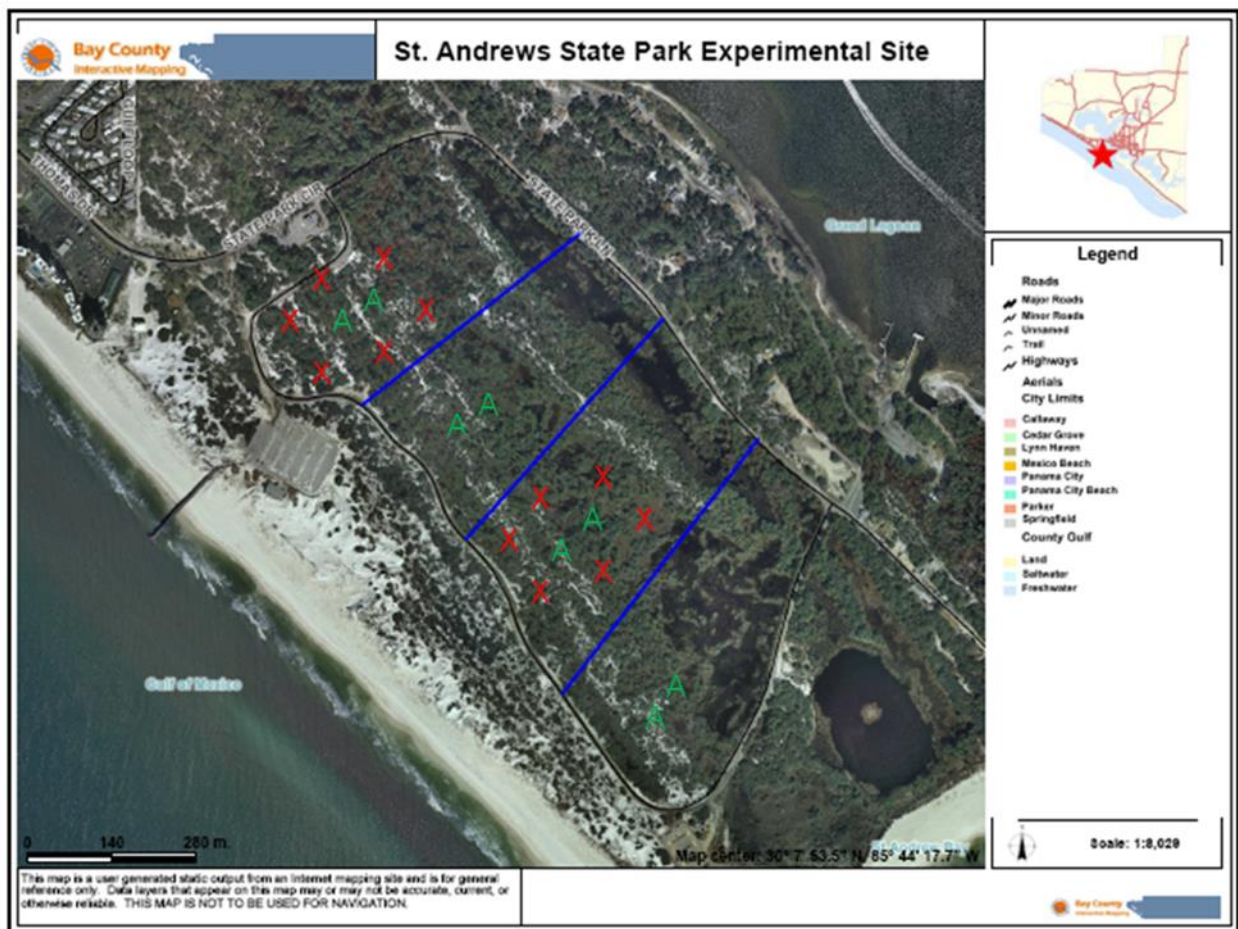 Bay County
Interactive Mapping
St. Andrews State Park Experimental Site
GULF LOOP
THOMAS DR
STATE PARK CIR
STATE PARK LN
Grand Lagoon
X
X
A
X
A
X
X
X
A
A
X
X
A
X
X
A
X
X
A
A
Gulf of Mexico
St Andrew Bay
0 140 280 m.
Map center: 30° 7' 53.5" N, 85° 44' 17.7" W
Legend
Roads
Major Roads
Minor Roads
Unnamed
Trail
Highways
Aerials
City Limits
Callaway
Cedar Grove
Lynn Haven
Mexico Beach
Panama City
Panama City Beach
Parker
Springfield
County Gulf
Land
Saltwater
Freshwater
Scale: 1:8,029
This map is a user generated static output from an Internet mapping site and is for general
reference only. Data layers that appear on this map may or may not be accurate, current, or
otherwise reliable. THIS MAP IS NOT TO BE USED FOR NAVIGATION.
Bay County
Interactive Mapping